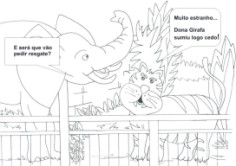 Muito estranho...
Dona Girafa
sumiu logo cedo!
E será que vão
pedir resgate?